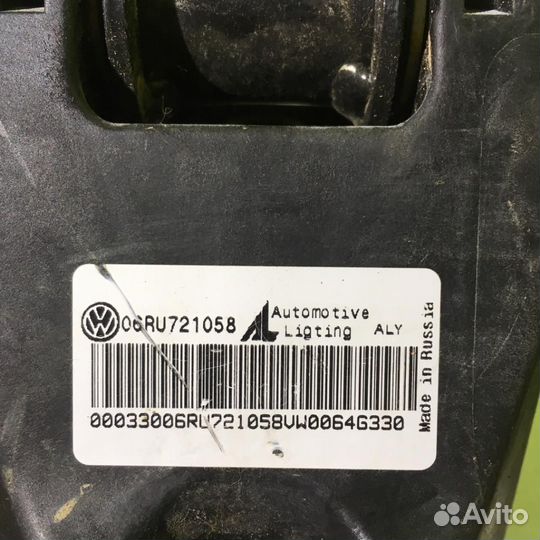 06RU721058
Automotive
Ligting ALY
00033006RU721058VW0064G330
Made in Russia
Avito